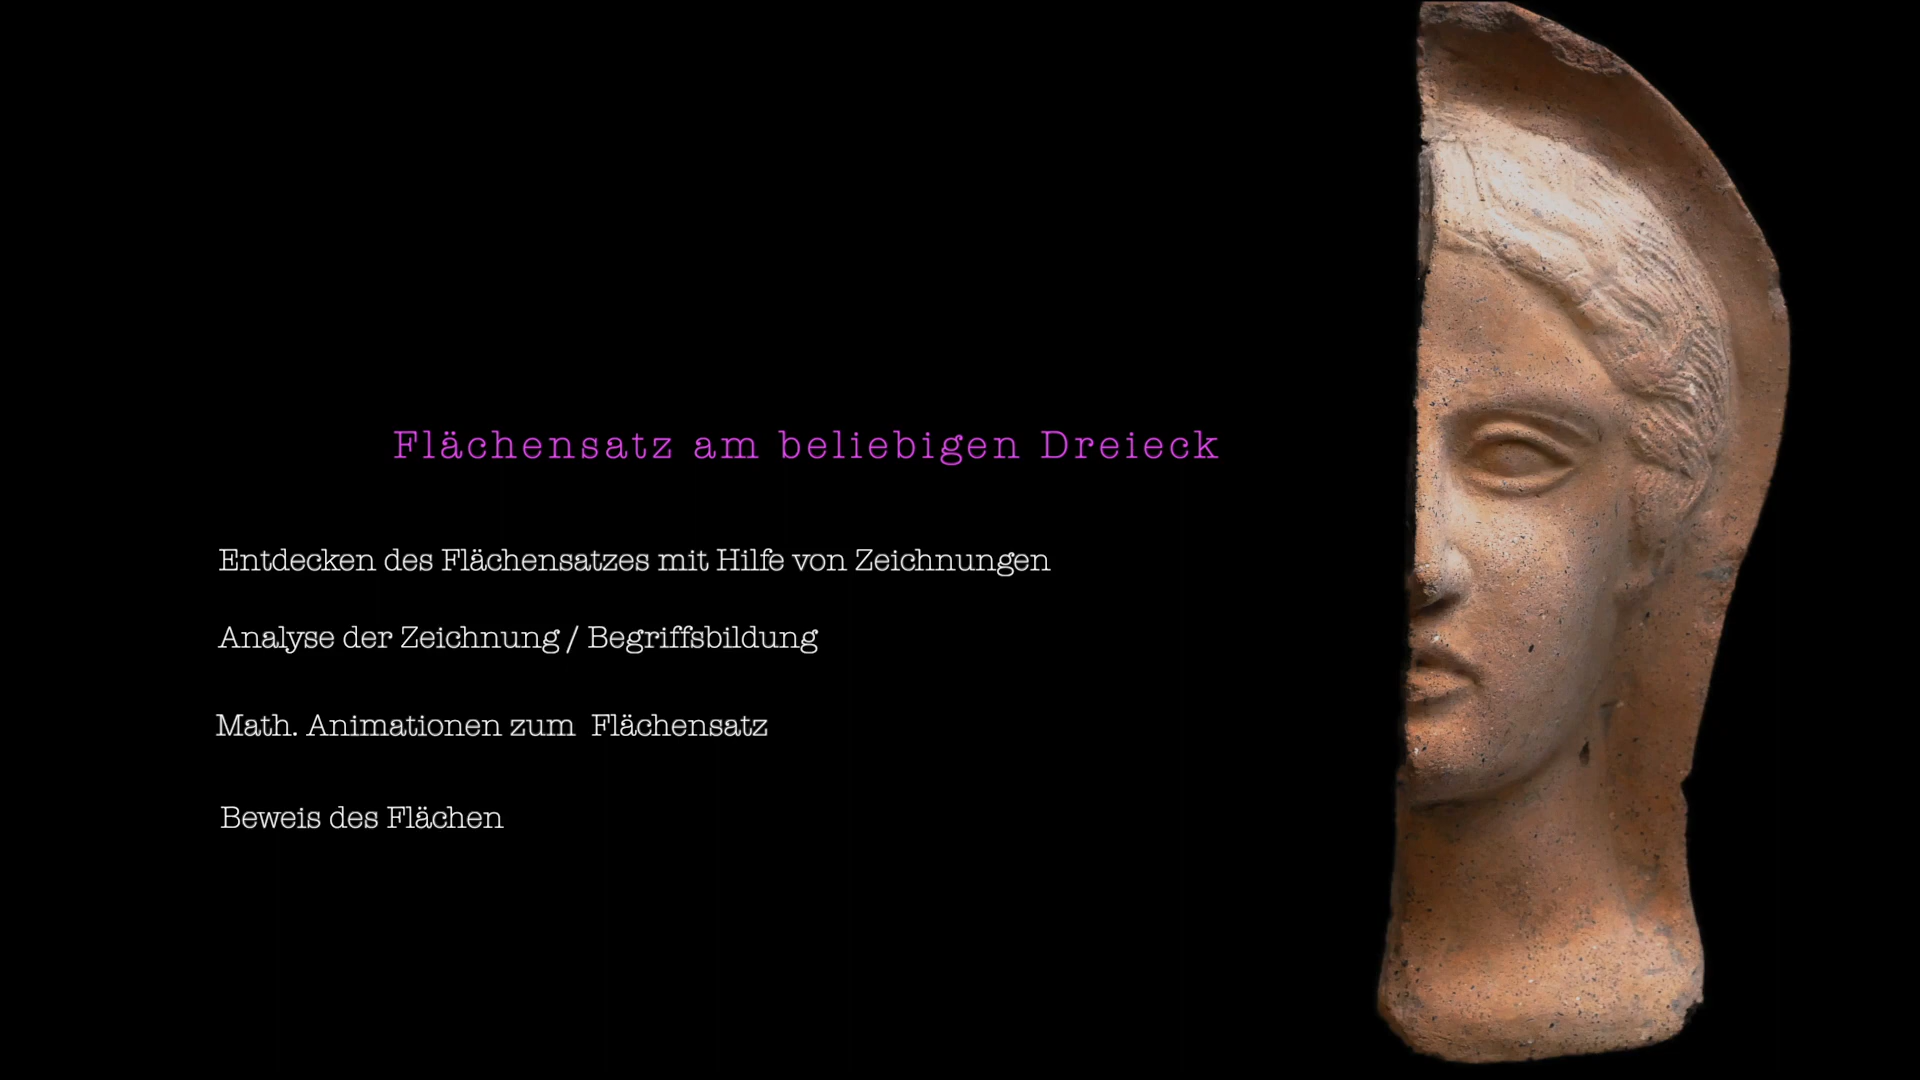 Flächensatz am beliebigen Dreieck
Entdecken des Flächensatzes mit Hilfe von Zeichnungen
Analyse der Zeichnung / Begriffsbildung
Math. Animationen zum Flächensatz
Beweis des Flächen